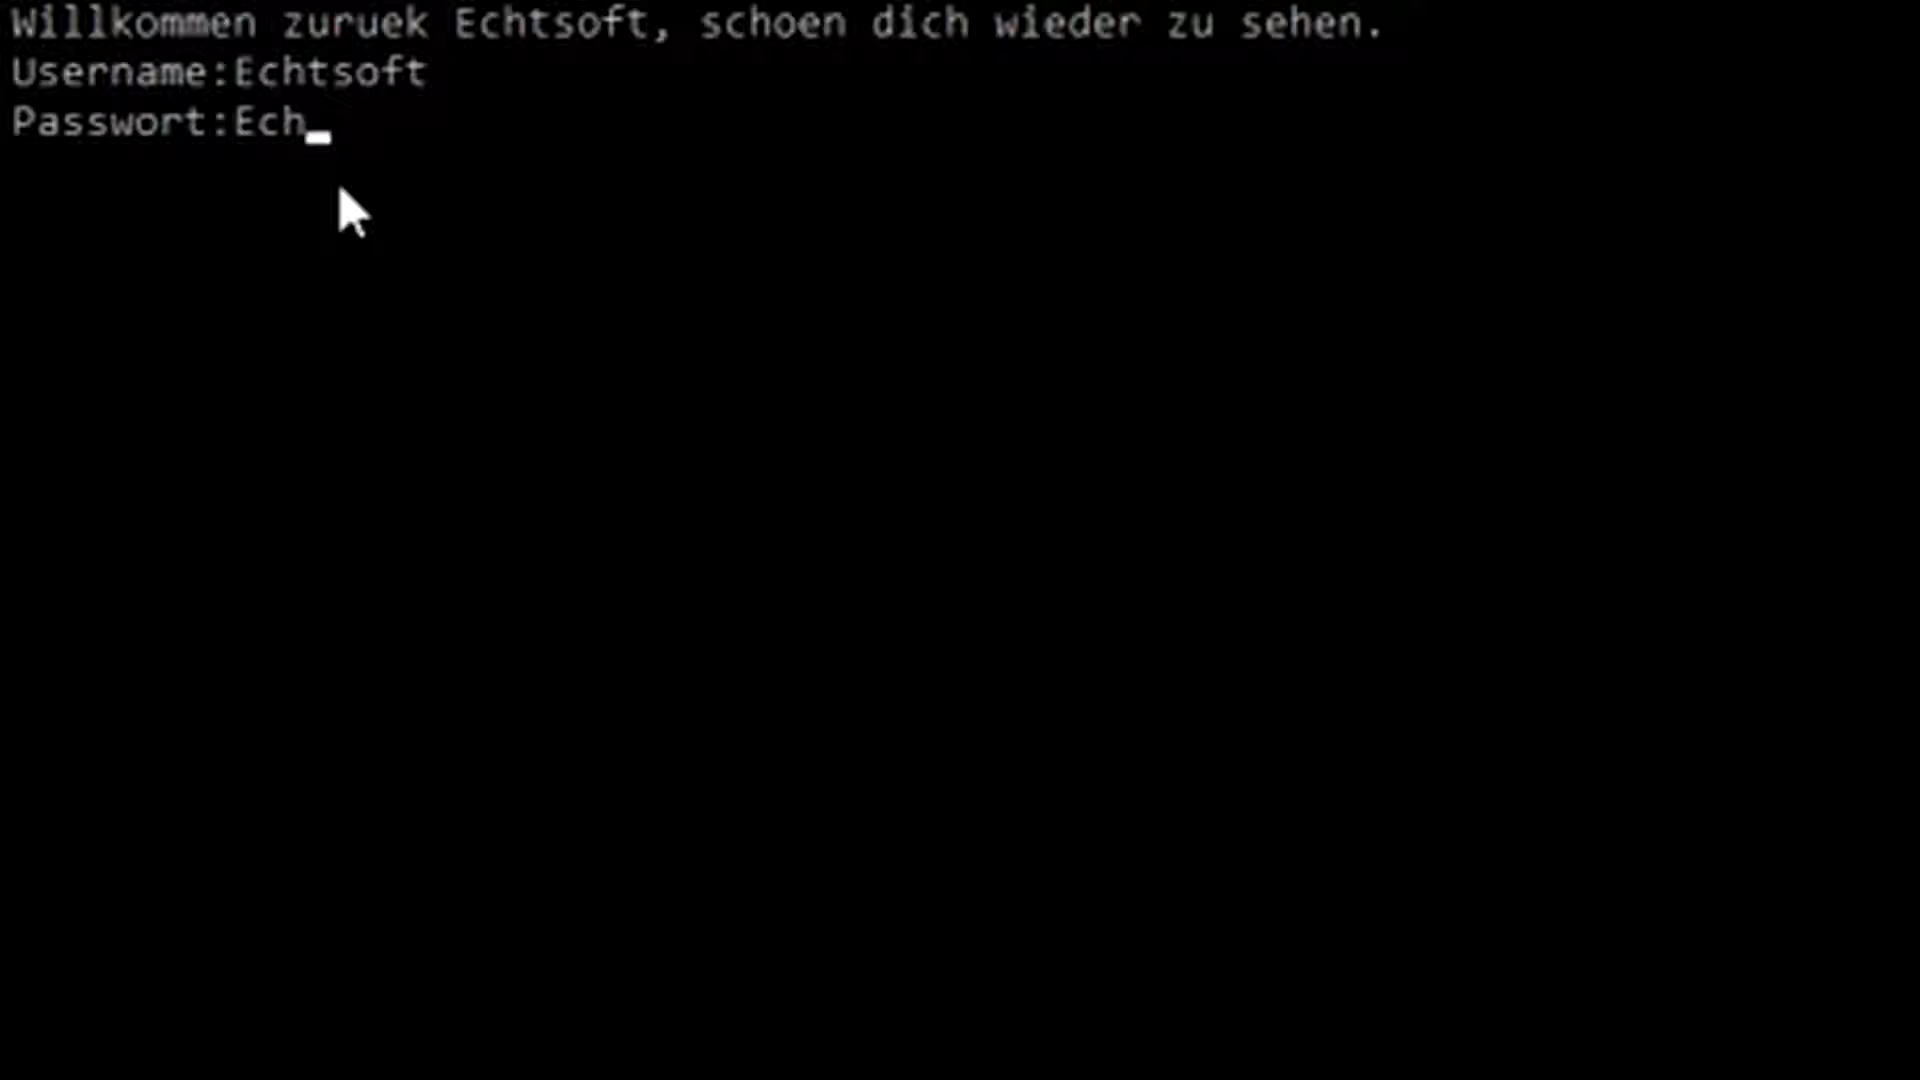 Willkommen zuruek Echtsoft, schoen dich wieder zu sehen.
Username:Echtsoft
Passwort:Ech